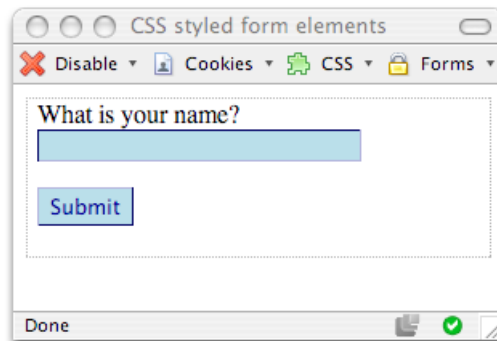 CSS styled form elements
Disable Cookies CSS Forms
What is your name?
Submit
Done